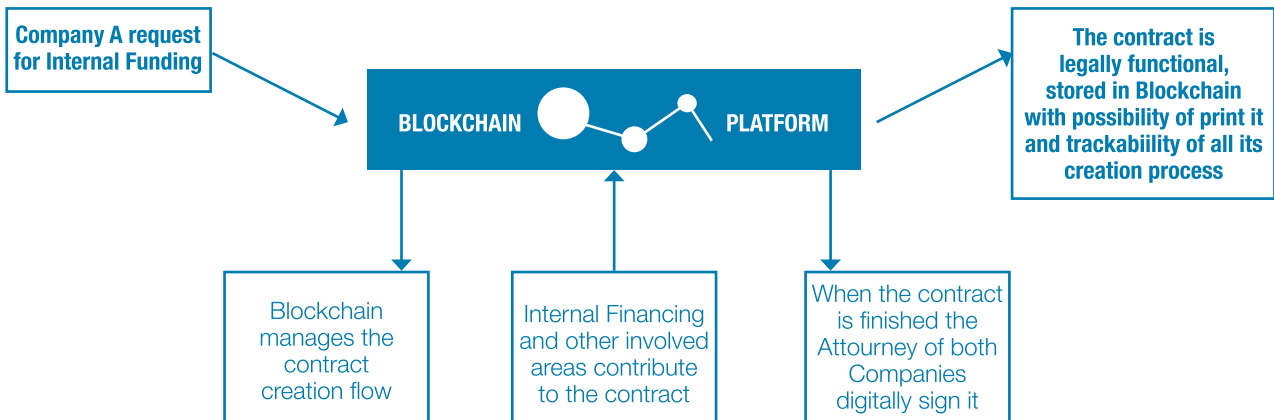 Company A request
for Internal Funding
BLOCKCHAIN
PLATFORM
The contract is
legally functional,
stored in Blockchain
with possibility of print it
and trackabiility of all its
creation process
Blockchain
manages the
contract
creation flow
Internal Financing
and other involved
areas contribute
to the contract
When the contract
is finished the
Attourney of both
Companies
digitally sign it